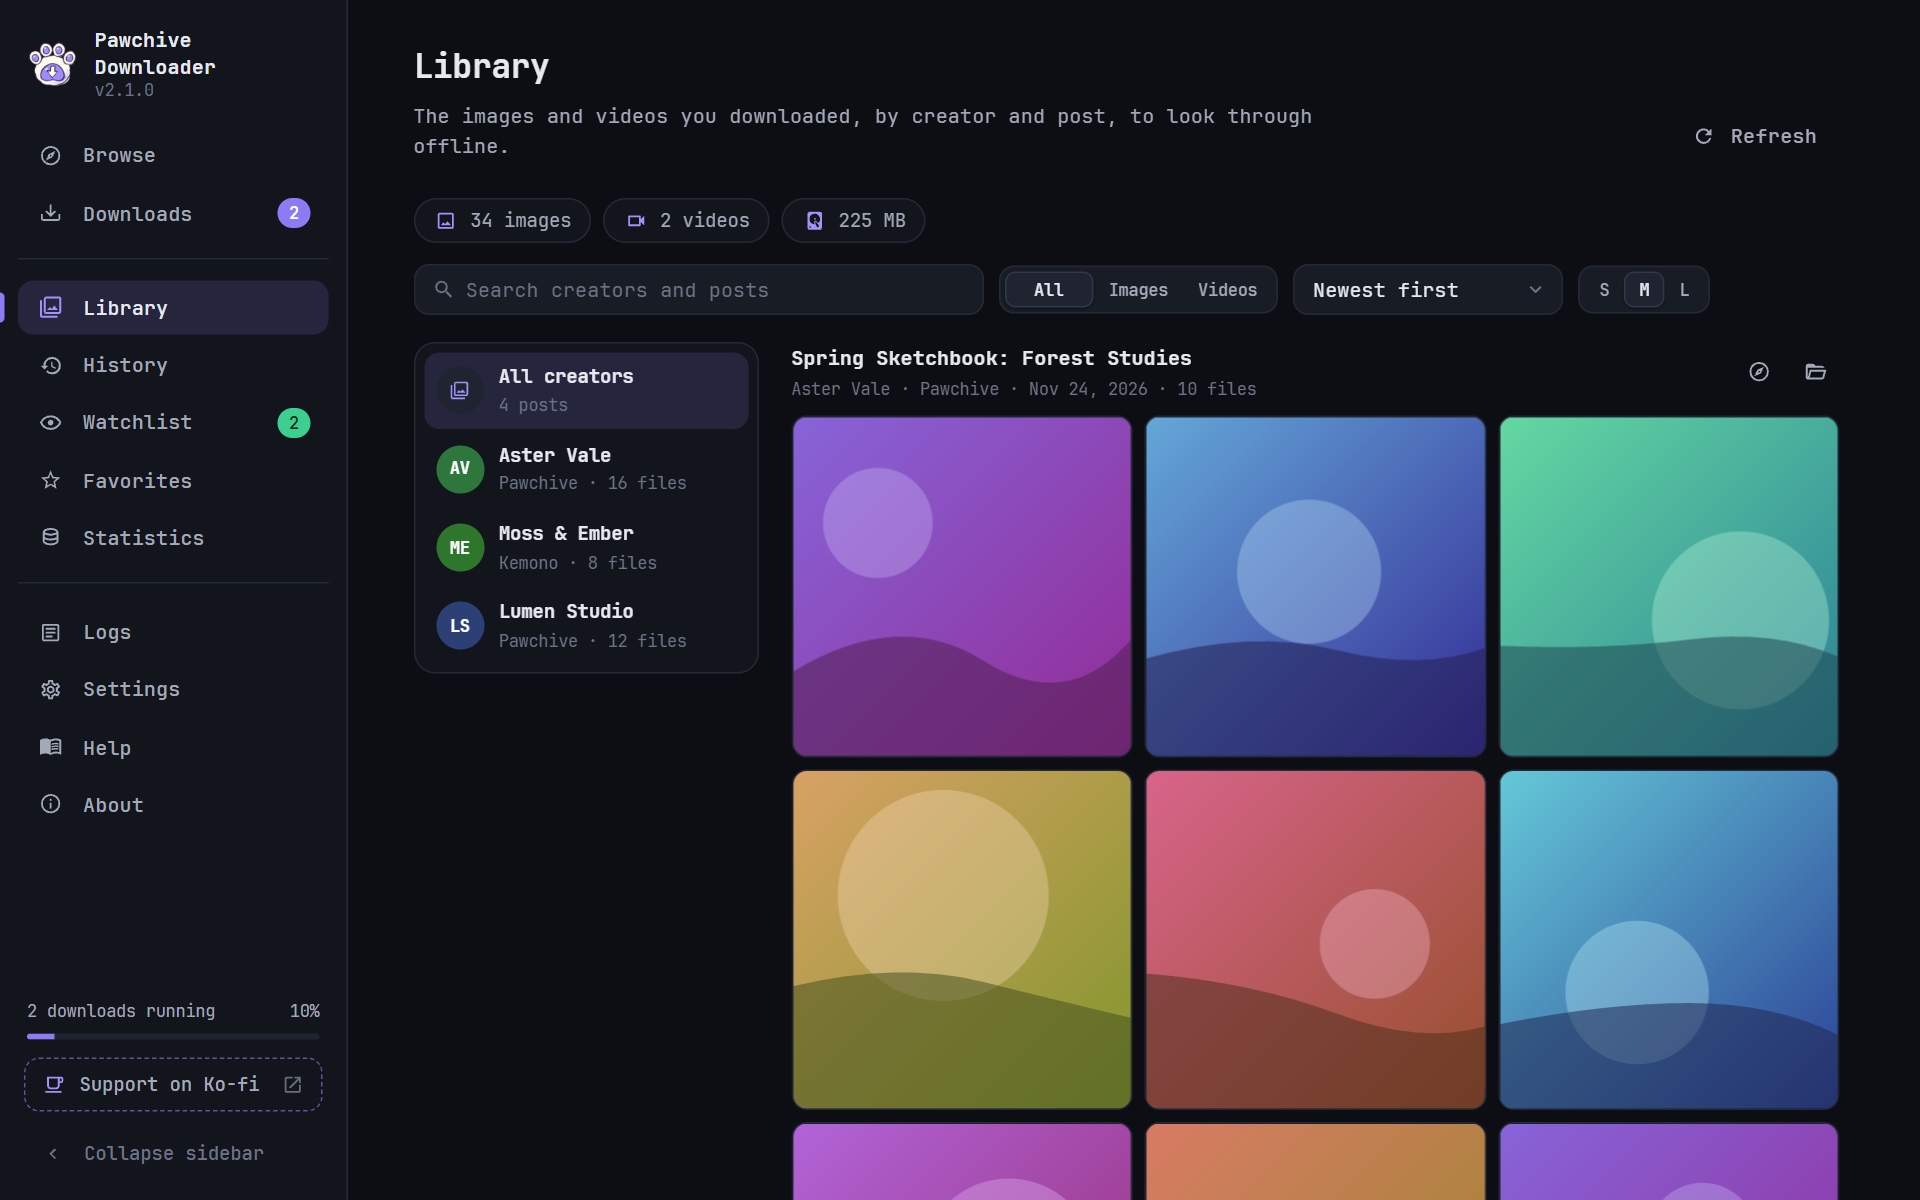 Pawchive
Downloader
v2.1.0
Browse
Downloads 2
Library
History
Watchlist 2
Favorites
Statistics
Logs
Settings
Help
About
2 downloads running 10%
Support on Ko-fi
Collapse sidebar
Library
The images and videos you downloaded, by creator and post, to look through
offline.
Refresh
34 images 2 videos 225 MB
Search creators and posts All Images Videos Newest first S M L
All creators
4 posts
AV Aster Vale
Pawchive · 16 files
ME Moss & Ember
Kemono · 8 files
LS Lumen Studio
Pawchive · 12 files
Spring Sketchbook: Forest Studies
Aster Vale · Pawchive · Nov 24, 2026 · 10 files